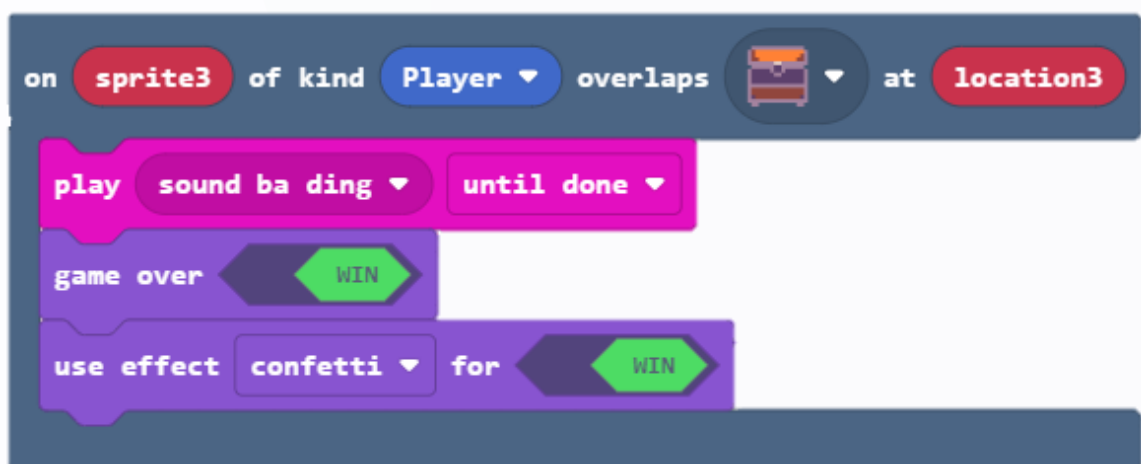 on sprite3 of kind Player overlaps at location3
play sound ba ding until done
game over WIN
use effect confetti for WIN